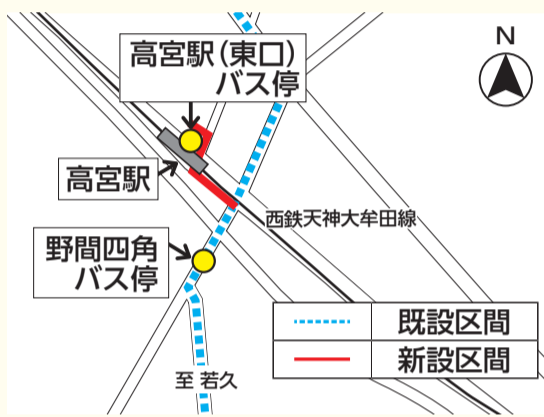 高宮駅(東口)
バス停
N
高宮駅
西鉄天神大牟田線
野間四角
バス停
既設区間
新設区間
至 若久